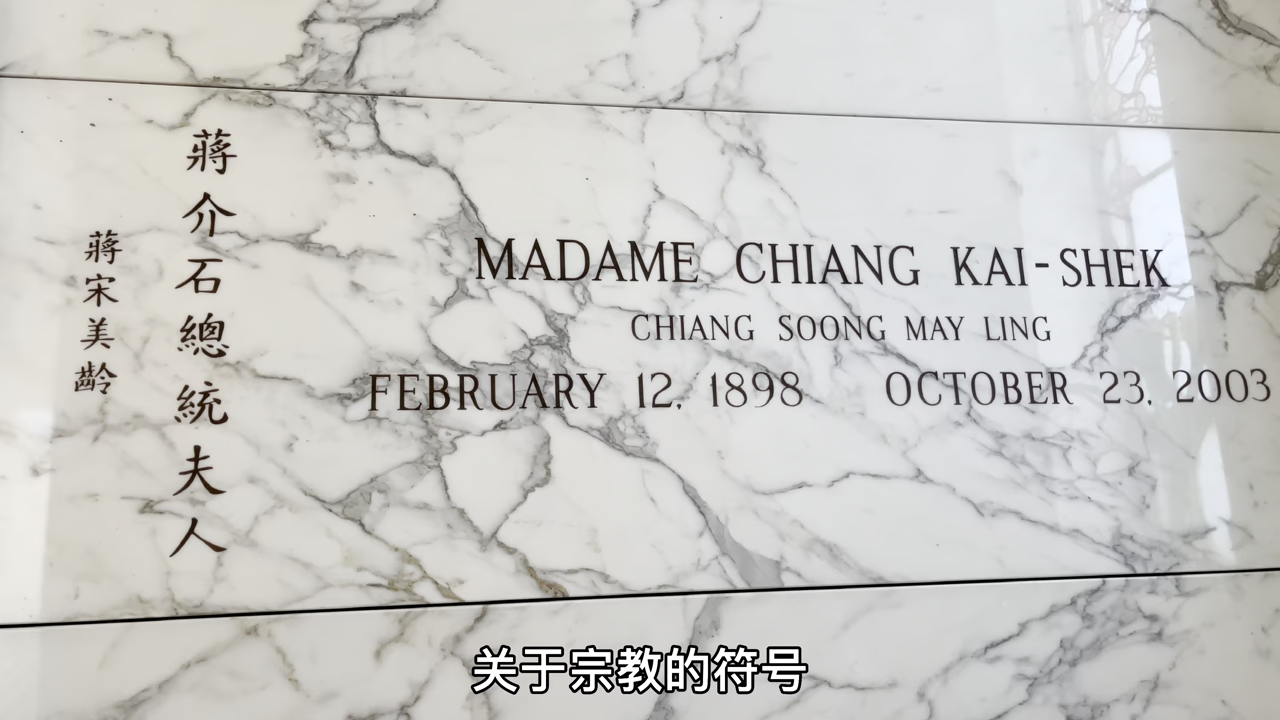 蔣介石總統夫人
蔣宋美齡
MADAME CHIANG KAI-SHEK
CHIANG SOONG MAY LING
FEBRUARY 12, 1898 OCTOBER 23, 2003
关于宗教的符号